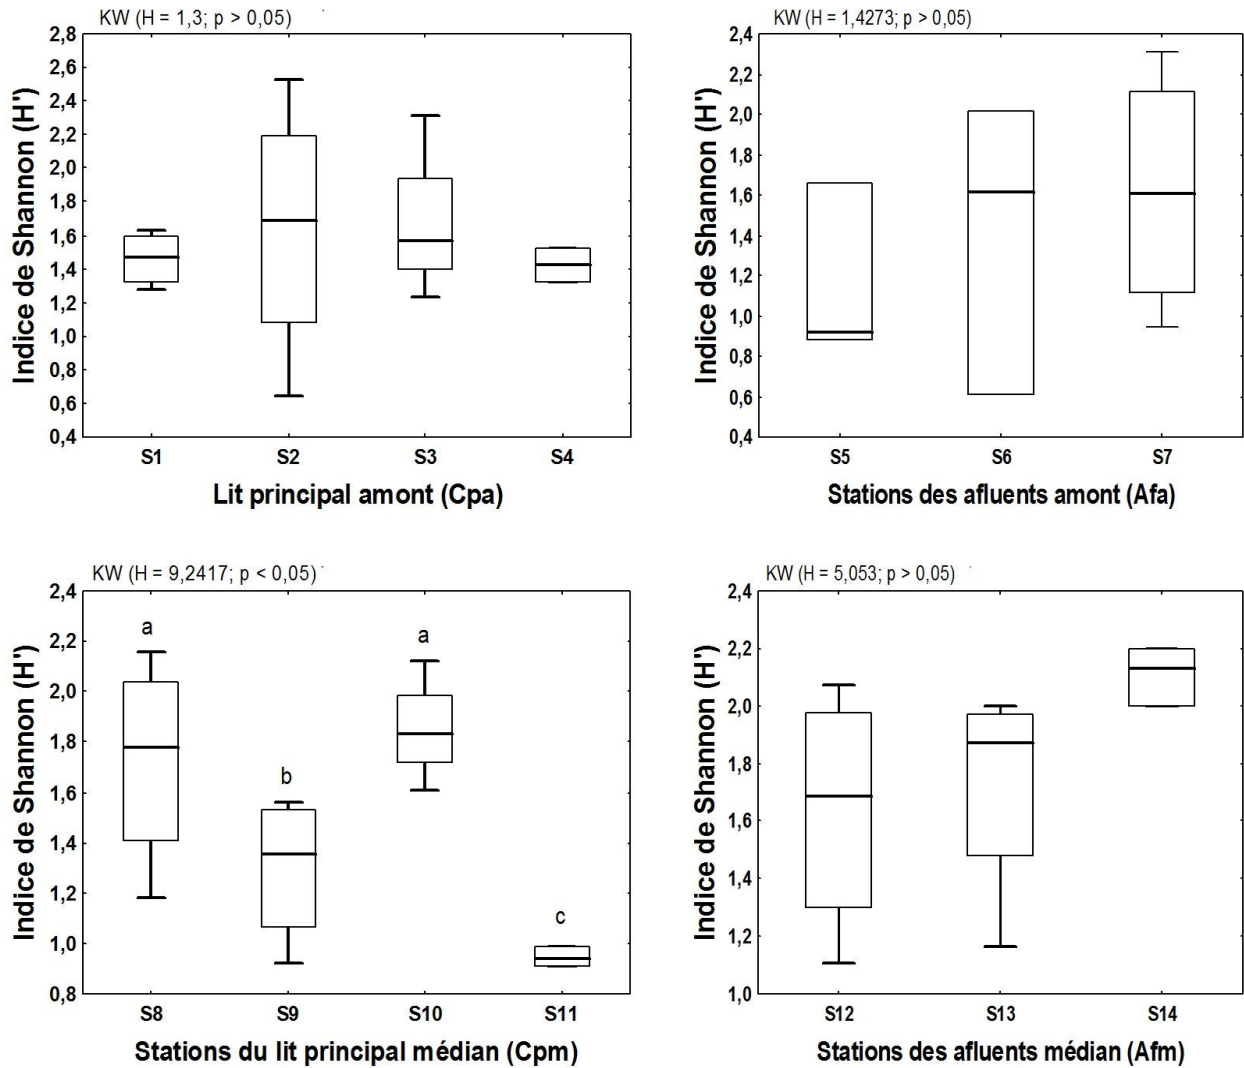 KW (H = 1,3; p > 0,05)
2,8
2,6
2,4
2,2
2,0
1,8
1,6
1,4
1,2
1,0
0,8
0,6
0,4
Indice de Shannon (H')
S1 S2 S3 S4
Lit principal amont (Cpa)
KW (H = 1,4273; p > 0,05)
2,4
2,2
2,0
1,8
1,6
1,4
1,2
1,0
0,8
0,6
0,4
Indice de Shannon (H')
S5 S6 S7
Stations des afluents amont (Afa)
KW (H = 9,2417; p < 0,05)
2,4
2,2
2,0
1,8
1,6
1,4
1,2
1,0
0,8
Indice de Shannon (H')
a
b
a
c
S8 S9 S10 S11
Stations du lit principal médian (Cpm)
KW (H = 5,053; p > 0,05)
2,4
2,2
2,0
1,8
1,6
1,4
1,2
1,0
Indice de Shannon (H')
S12 S13 S14
Stations des afluents médian (Afm)